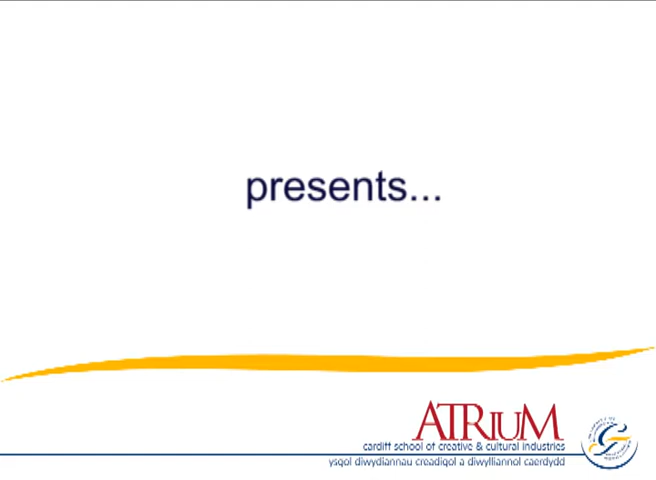 presents...
ATRIUM
cardiff school of creative & cultural industries
ysgol diwydiannau creadigol a diwylliannol caerdydd